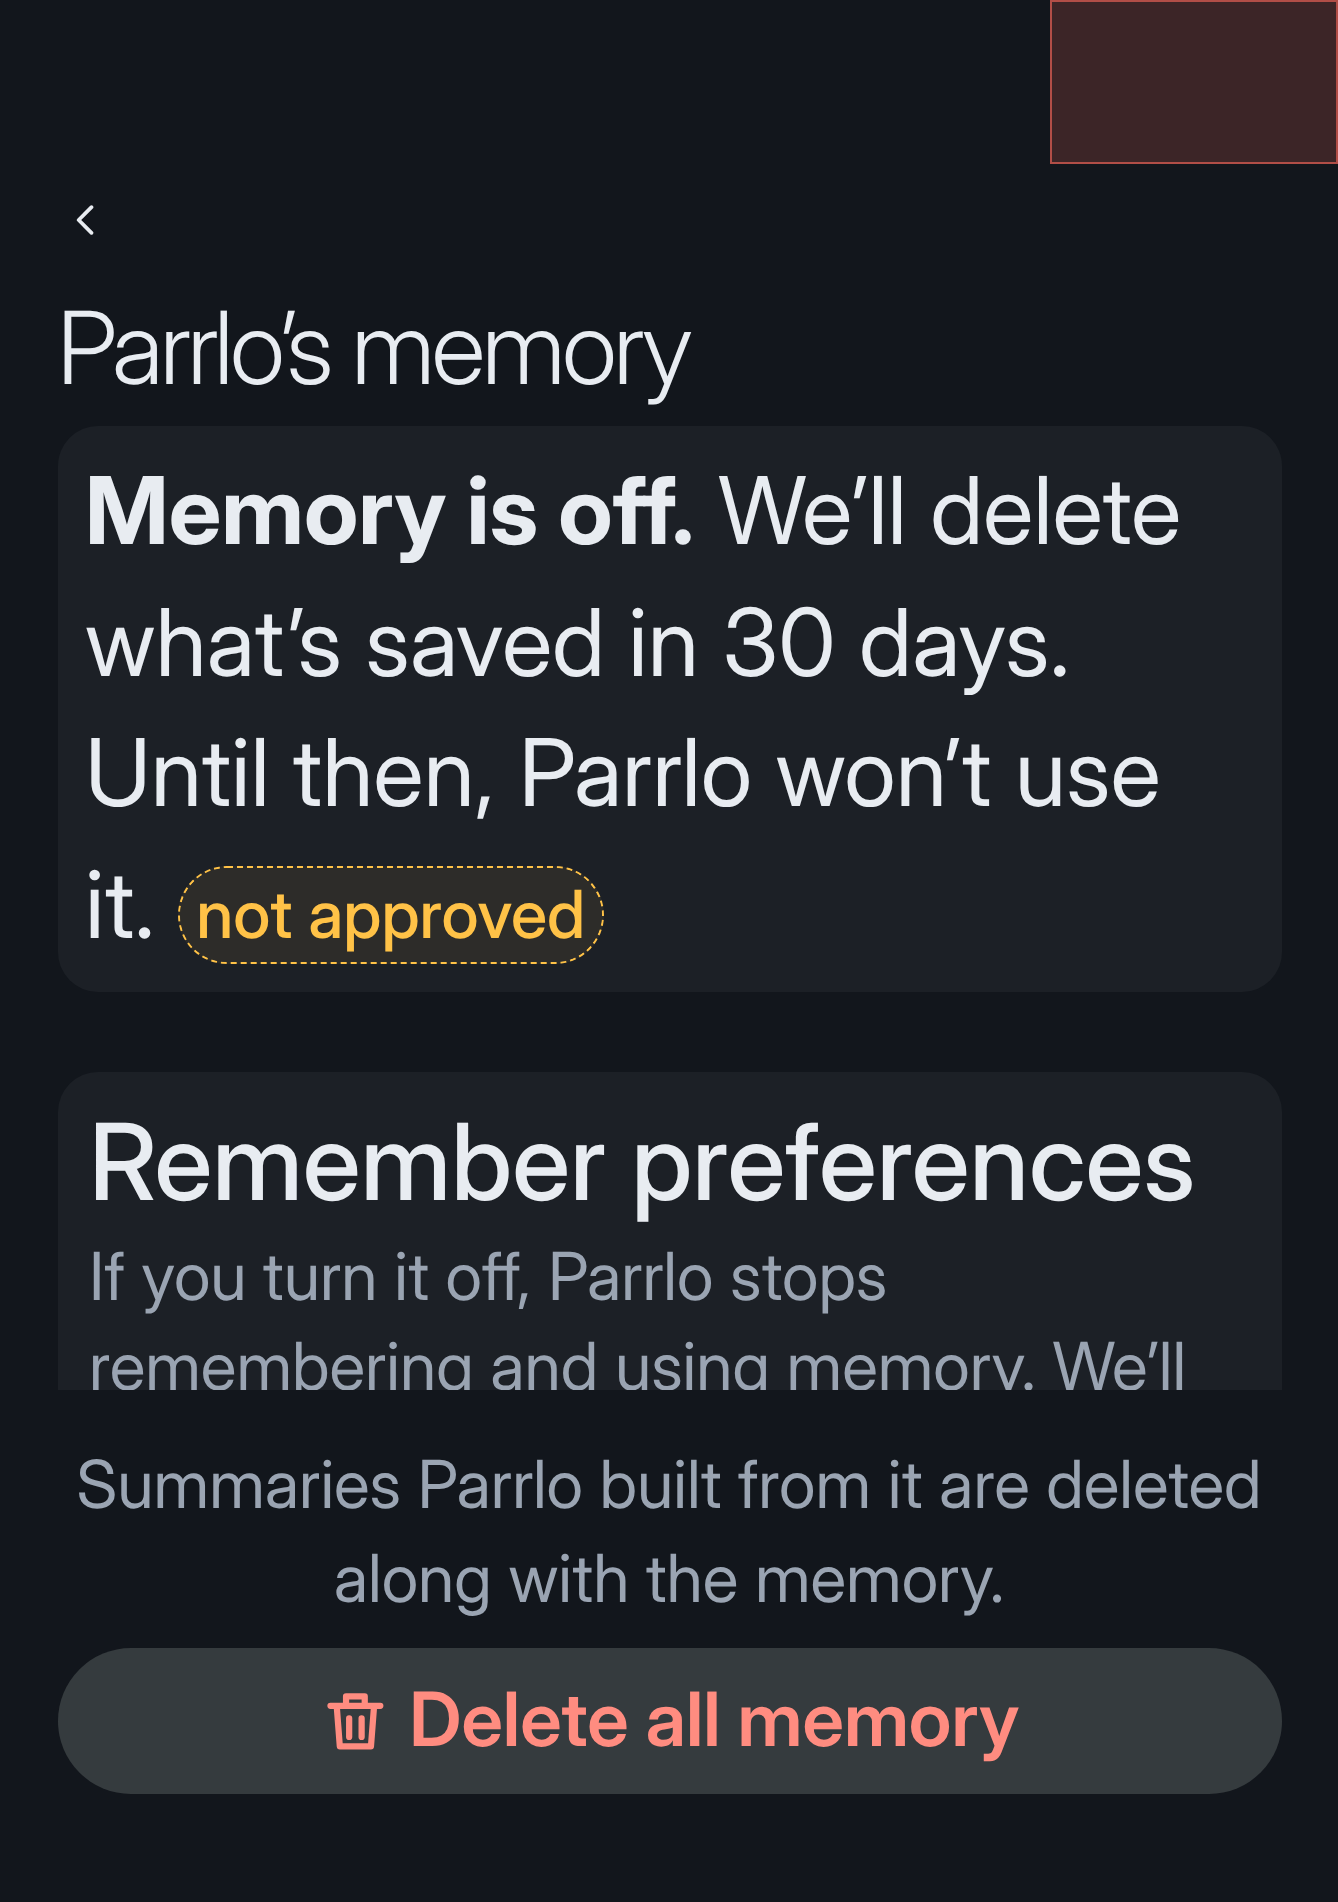 Parrlo’s memory
Memory is off. We’ll delete
what’s saved in 30 days.
Until then, Parrlo won’t use
it. not approved
Remember preferences
If you turn it off, Parrlo stops
remembering and using memory. We’ll
Summaries Parrlo built from it are deleted
along with the memory.
Delete all memory